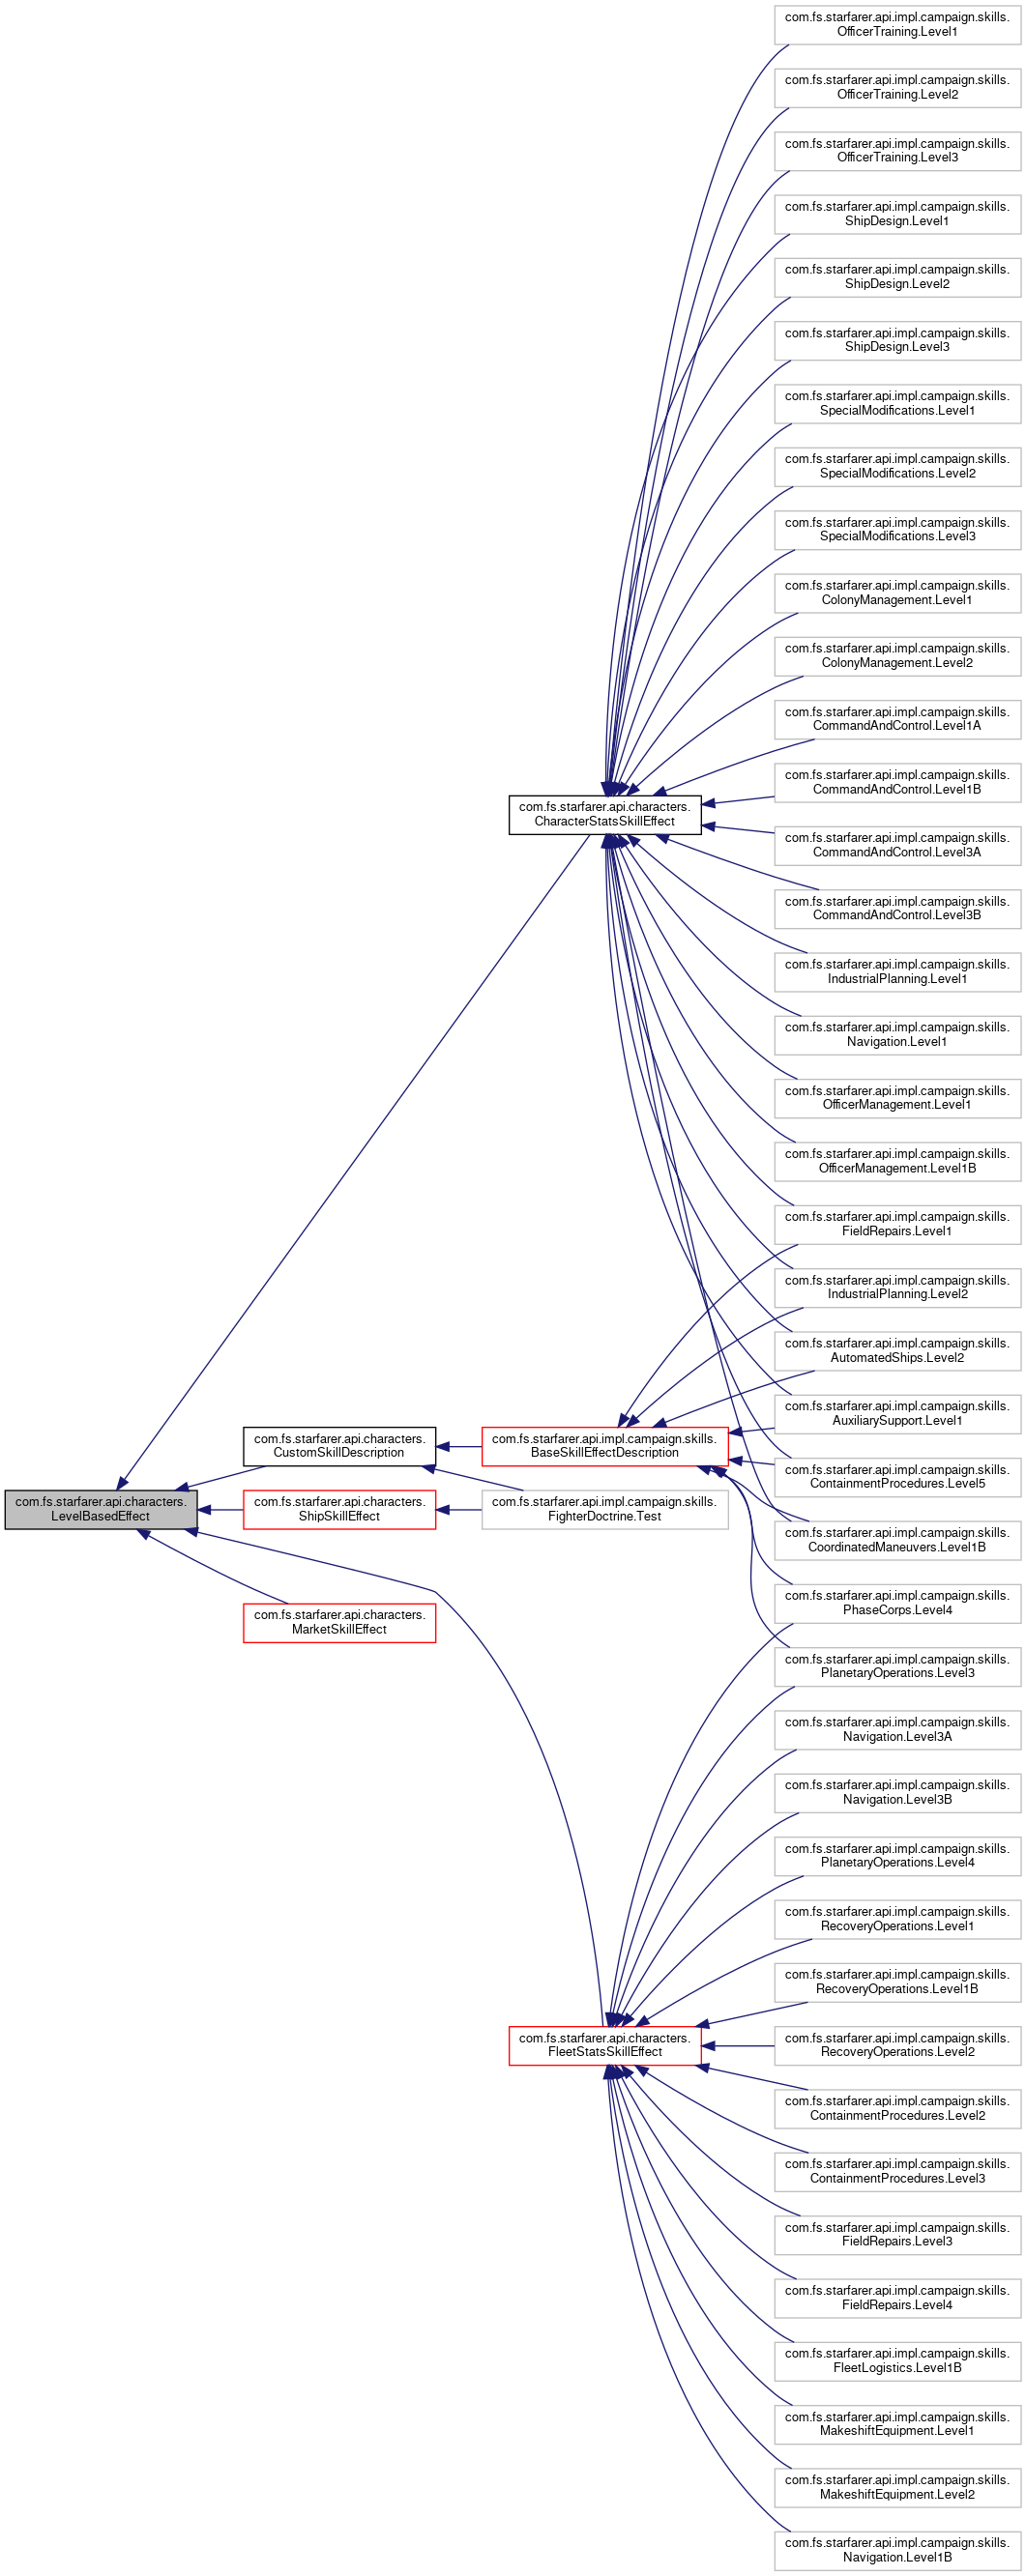 com.fs.starfarer.api.impl.campaign.skills.
OfficerTraining.Level1
com.fs.starfarer.api.impl.campaign.skills.
OfficerTraining.Level2
com.fs.starfarer.api.impl.campaign.skills.
OfficerTraining.Level3
com.fs.starfarer.api.impl.campaign.skills.
ShipDesign.Level1
com.fs.starfarer.api.impl.campaign.skills.
ShipDesign.Level2
com.fs.starfarer.api.impl.campaign.skills.
ShipDesign.Level3
com.fs.starfarer.api.impl.campaign.skills.
SpecialModifications.Level1
com.fs.starfarer.api.impl.campaign.skills.
SpecialModifications.Level2
com.fs.starfarer.api.impl.campaign.skills.
SpecialModifications.Level3
com.fs.starfarer.api.impl.campaign.skills.
ColonyManagement.Level1
com.fs.starfarer.api.impl.campaign.skills.
ColonyManagement.Level2
com.fs.starfarer.api.impl.campaign.skills.
CommandAndControl.Level1A
com.fs.starfarer.api.impl.campaign.skills.
CommandAndControl.Level1B
com.fs.starfarer.api.characters.
CharacterStatsSkillEffect
com.fs.starfarer.api.impl.campaign.skills.
CommandAndControl.Level3A
com.fs.starfarer.api.impl.campaign.skills.
CommandAndControl.Level3B
com.fs.starfarer.api.impl.campaign.skills.
IndustrialPlanning.Level1
com.fs.starfarer.api.impl.campaign.skills.
Navigation.Level1
com.fs.starfarer.api.impl.campaign.skills.
OfficerManagement.Level1
com.fs.starfarer.api.impl.campaign.skills.
OfficerManagement.Level1B
com.fs.starfarer.api.impl.campaign.skills.
FieldRepairs.Level1
com.fs.starfarer.api.impl.campaign.skills.
IndustrialPlanning.Level2
com.fs.starfarer.api.impl.campaign.skills.
AutomatedShips.Level2
com.fs.starfarer.api.impl.campaign.skills.
AuxiliarySupport.Level1
com.fs.starfarer.api.characters.
CustomSkillDescription
com.fs.starfarer.api.impl.campaign.skills.
BaseSkillEffectDescription
com.fs.starfarer.api.impl.campaign.skills.
ContainmentProcedures.Level5
com.fs.starfarer.api.characters.
LevelBasedEffect
com.fs.starfarer.api.characters.
ShipSkillEffect
com.fs.starfarer.api.impl.campaign.skills.
FighterDoctrine.Test
com.fs.starfarer.api.impl.campaign.skills.
CoordinatedManeuvers.Level1B
com.fs.starfarer.api.impl.campaign.skills.
PhaseCorps.Level4
com.fs.starfarer.api.characters.
MarketSkillEffect
com.fs.starfarer.api.impl.campaign.skills.
PlanetaryOperations.Level3
com.fs.starfarer.api.impl.campaign.skills.
Navigation.Level3A
com.fs.starfarer.api.impl.campaign.skills.
Navigation.Level3B
com.fs.starfarer.api.impl.campaign.skills.
PlanetaryOperations.Level4
com.fs.starfarer.api.impl.campaign.skills.
RecoveryOperations.Level1
com.fs.starfarer.api.impl.campaign.skills.
RecoveryOperations.Level1B
com.fs.starfarer.api.characters.
FleetStatsSkillEffect
com.fs.starfarer.api.impl.campaign.skills.
RecoveryOperations.Level2
com.fs.starfarer.api.impl.campaign.skills.
ContainmentProcedures.Level2
com.fs.starfarer.api.impl.campaign.skills.
ContainmentProcedures.Level3
com.fs.starfarer.api.impl.campaign.skills.
FieldRepairs.Level3
com.fs.starfarer.api.impl.campaign.skills.
FieldRepairs.Level4
com.fs.starfarer.api.impl.campaign.skills.
FleetLogistics.Level1B
com.fs.starfarer.api.impl.campaign.skills.
MakeshiftEquipment.Level1
com.fs.starfarer.api.impl.campaign.skills.
MakeshiftEquipment.Level2
com.fs.starfarer.api.impl.campaign.skills.
Navigation.Level1B